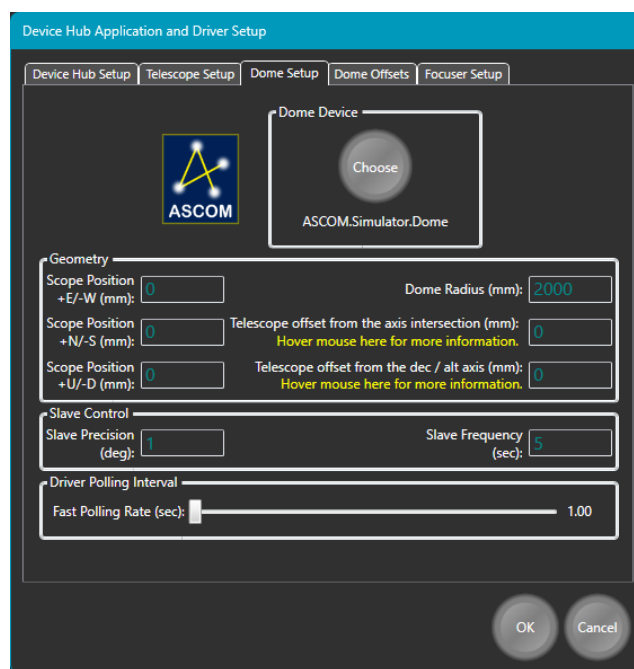 Device Hub Application and Driver Setup
Device Hub Setup
Telescope Setup
Dome Setup
Dome Offsets
Focuser Setup
Dome Device
Choose
ASCOM
ASCOM.Simulator.Dome
Geometry
Scope Position
+E/-W (mm):
0
Dome Radius (mm):
2000
Scope Position
+N/-S (mm):
0
Telescope offset from the axis intersection (mm):
Hover mouse here for more information.
0
Scope Position
+U/-D (mm):
0
Telescope offset from the dec / alt axis (mm):
Hover mouse here for more information.
0
Slave Control
Slave Precision
(deg):
1
Slave Frequency
(sec):
5
Driver Polling Interval
Fast Polling Rate (sec):
1.00
OK
Cancel